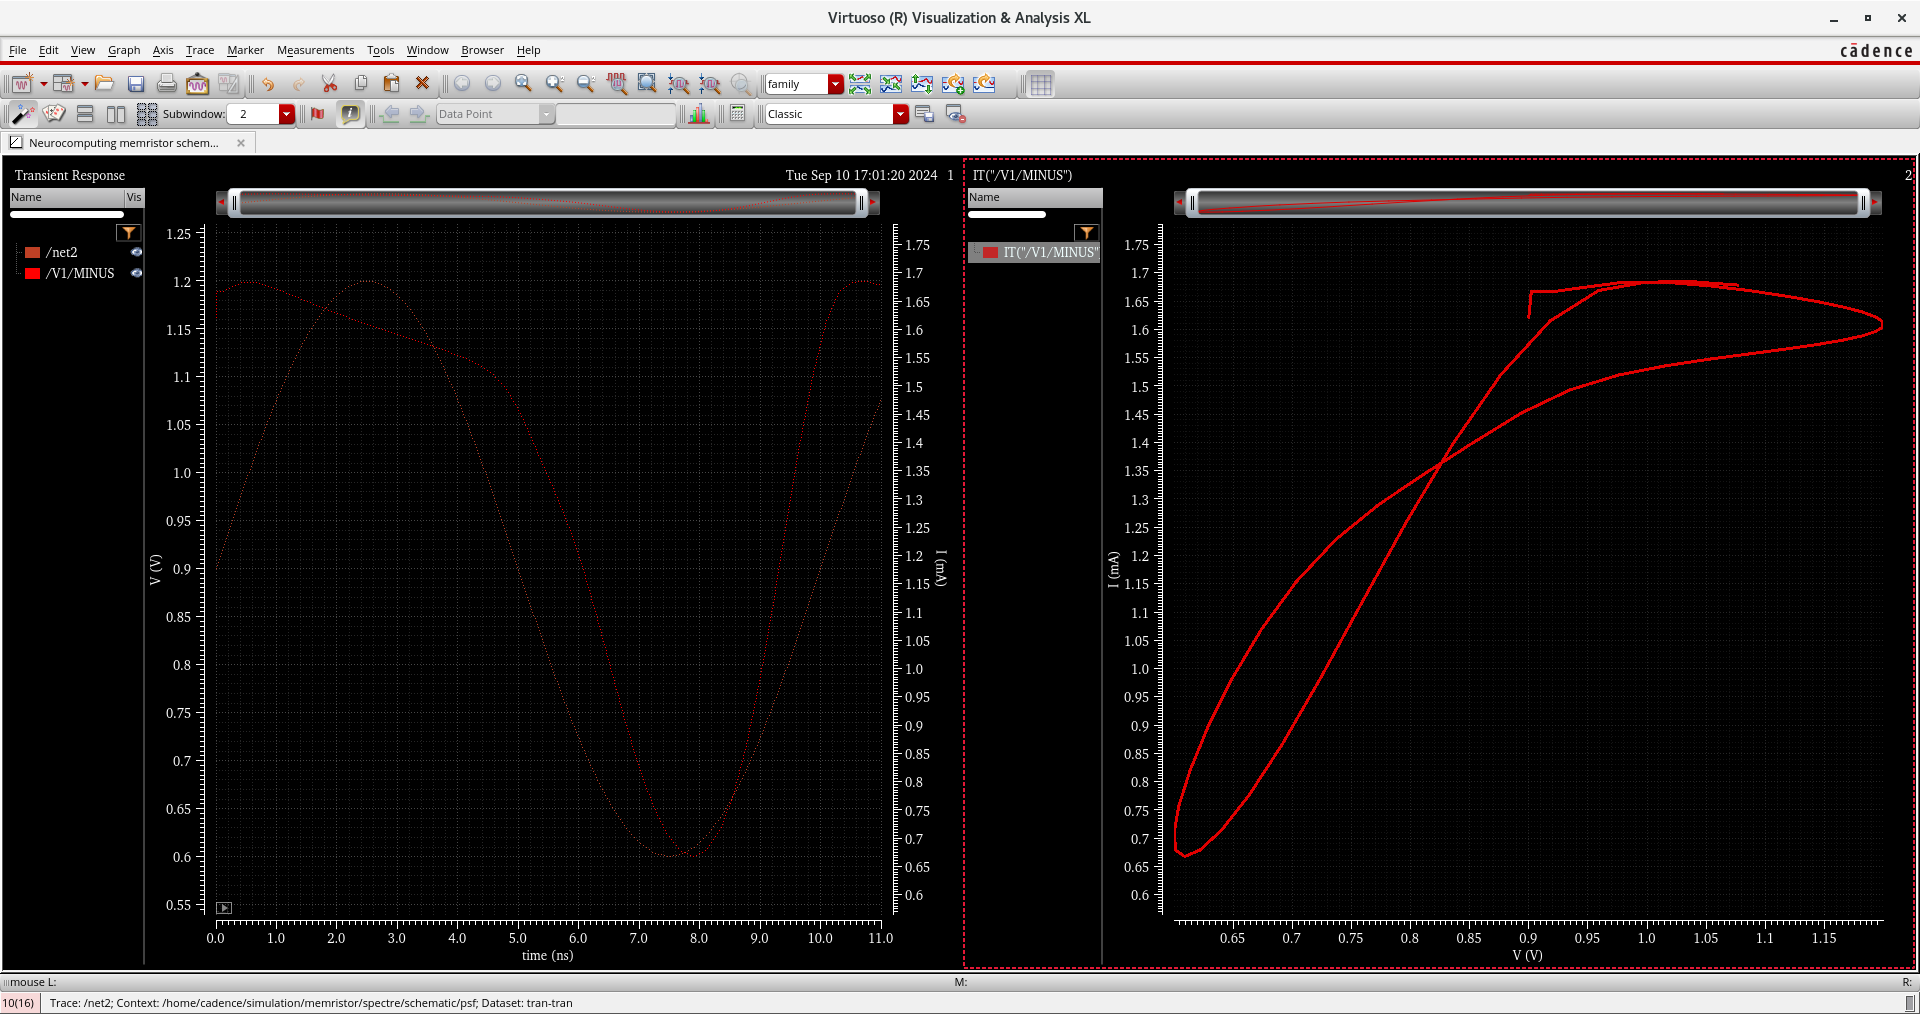 Virtuoso (R) Visualization & Analysis XL
File Edit View Graph Axis Trace Marker Measurements Tools Window Browser Help
cādence
family
Subwindow: 2 Data Point Classic
Neurocomputing memristor schem...
Transient Response
Tue Sep 10 17:01:20 2024 1
Name Vis
/net2
/V1/MINUS
1.25
1.2
1.15
1.1
1.05
1.0
0.95
0.9
0.85
0.8
0.75
0.7
0.65
0.6
0.55
V (V)
1.75
1.7
1.65
1.6
1.55
1.5
1.45
1.4
1.35
1.3
1.25
1.2
1.15
1.1
1.05
1.0
0.95
0.9
0.85
0.8
0.75
0.7
0.65
0.6
I (mA)
0.0 1.0 2.0 3.0 4.0 5.0 6.0 7.0 8.0 9.0 10.0 11.0
time (ns)
IT("/V1/MINUS")
2
Name
IT("/V1/MINUS"
1.75
1.7
1.65
1.6
1.55
1.5
1.45
1.4
1.35
1.3
1.25
1.2
1.15
1.1
1.05
1.0
0.95
0.9
0.85
0.8
0.75
0.7
0.65
0.6
I (mA)
0.65 0.7 0.75 0.8 0.85 0.9 0.95 1.0 1.05 1.1 1.15
V (V)
mouse L: M: R:
10(16) Trace: /net2; Context: /home/cadence/simulation/memristor/spectre/schematic/psf; Dataset: tran-tran